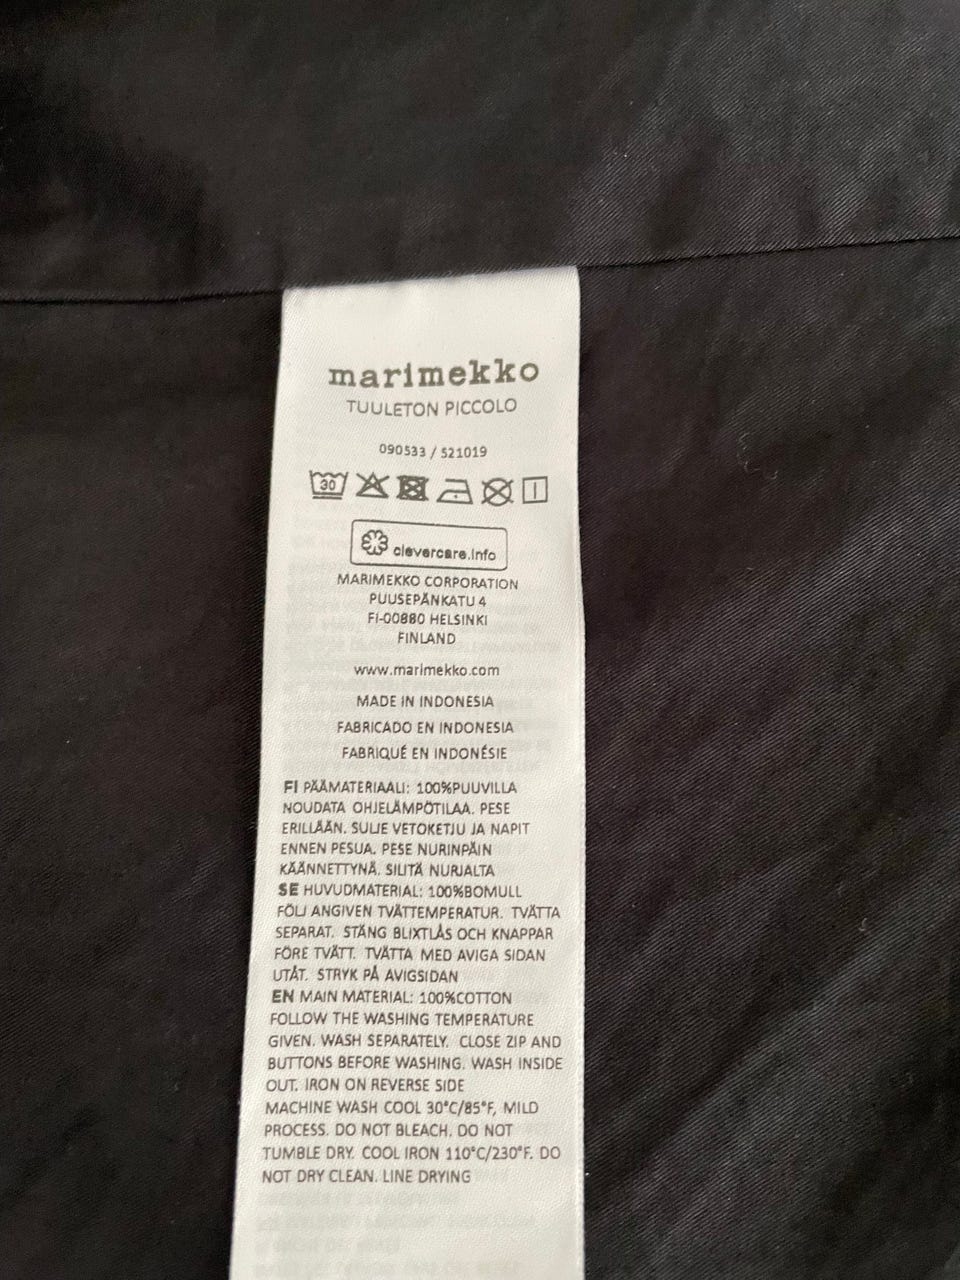 marimekko
TUULETON PICCOLO
090533 / 521019
30
clevercare.info
MARIMEKKO CORPORATION
PUUSEPÄNKATU 4
FI-00880 HELSINKI
FINLAND
www.marimekko.com
MADE IN INDONESIA
FABRICADO EN INDONESIA
FABRIQUÉ EN INDONÉSIE
FI PÄÄMATERIAALI: 100%PUUVILLA
NOUDATA OHJELÄMPÖTILAA. PESE
ERILLÄÄN. SULJE VETOKETJU JA NAPIT
ENNEN PESUA. PESE NURINPÄIN
KÄÄNNETTYNÄ. SILITÄ NURJALTA
SE HUVUDMATERIAL: 100%BOMULL
FÖLJ ANGIVEN TVÄTTEMPERATUR. TVÄTTA
SEPARAT. STÄNG BLIXTLÅS OCH KNAPPAR
FÖRE TVÄTT. TVÄTTA MED AVIGA SIDAN
UTÅT. STRYK PÅ AVIGSIDAN
EN MAIN MATERIAL: 100%COTTON
FOLLOW THE WASHING TEMPERATURE
GIVEN. WASH SEPARATELY. CLOSE ZIP AND
BUTTONS BEFORE WASHING. WASH INSIDE
OUT. IRON ON REVERSE SIDE
MACHINE WASH COOL 30°C/85°F, MILD
PROCESS. DO NOT BLEACH. DO NOT
TUMBLE DRY. COOL IRON 110°C/230°F. DO
NOT DRY CLEAN. LINE DRYING